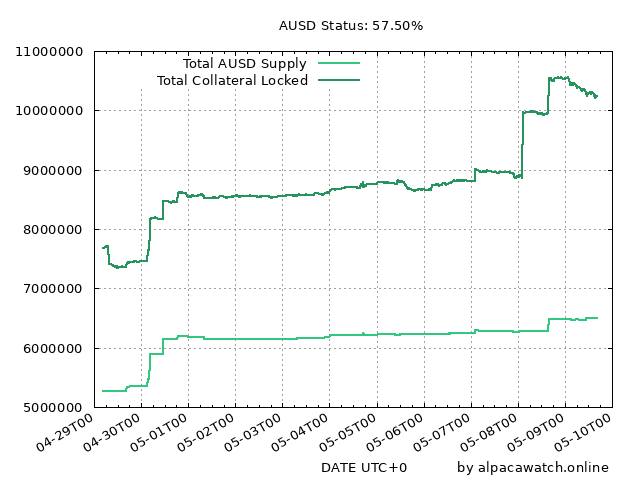 AUSD Status: 57.50%
Total AUSD Supply
Total Collateral Locked
11000000
10000000
9000000
8000000
7000000
6000000
5000000
04-29T00
04-30T00
05-01T00
05-02T00
05-03T00
05-04T00
05-05T00
05-06T00
05-07T00
05-08T00
05-09T00
05-10T00
DATE UTC+0
by alpacawatch.online